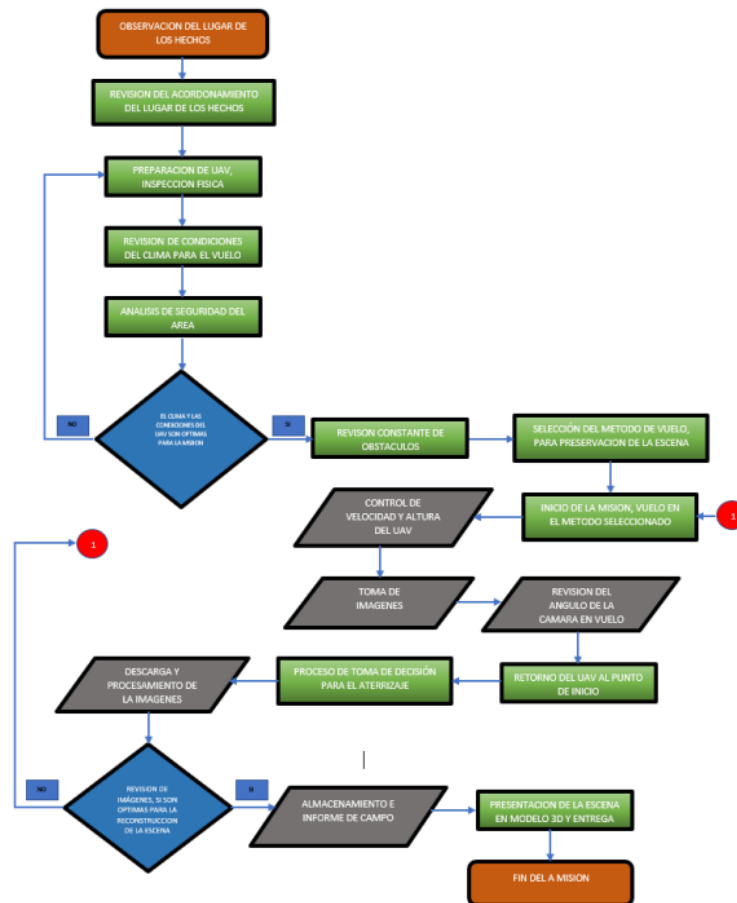 OBSERVACION DEL LUGAR DE
LOS HECHOS
REVISION DEL ACORDONAMIENTO
DEL LUGAR DE LOS HECHOS
PREPARACION DE UAV,
INSPECCION FISICA
REVISION DE CONDICIONES
DEL CLIMA PARA EL VUELO
ANALISIS DE SEGURIDAD DEL
AREA
NO
EL CLIMA Y LAS
CONDICIONES DEL
UAV SON OPTIMAS
PARA LA MISION
SI
REVISON CONSTANTE DE
OBSTACULOS
SELECCIÓN DEL METODO DE VUELO,
PARA PRESERVACION DE LA ESCENA
INICIO DE LA MISION, VUELO EN
EL METODO SELECCIONADO
1
CONTROL DE
VELOCIDAD Y ALTURA
DEL UAV
TOMA DE
IMAGENES
REVISION DEL
ANGULO DE LA
CAMARA EN VUELO
RETORNO DEL UAV AL PUNTO
DE INICIO
PROCESO DE TOMA DE DECISIÓN
PARA EL ATERRIZAJE
DESCARGA Y
PROCESAMIENTO DE
LA IMAGENES
1
NO
REVISION DE
IMÁGENES, SI SON
OPTIMAS PARA LA
RECONSTRUCCION
DE LA ESCENA
SI
ALMACENAMIENTO E
INFORME DE CAMPO
PRESENTACION DE LA ESCENA
EN MODELO 3D Y ENTREGA
FIN DEL A MISION